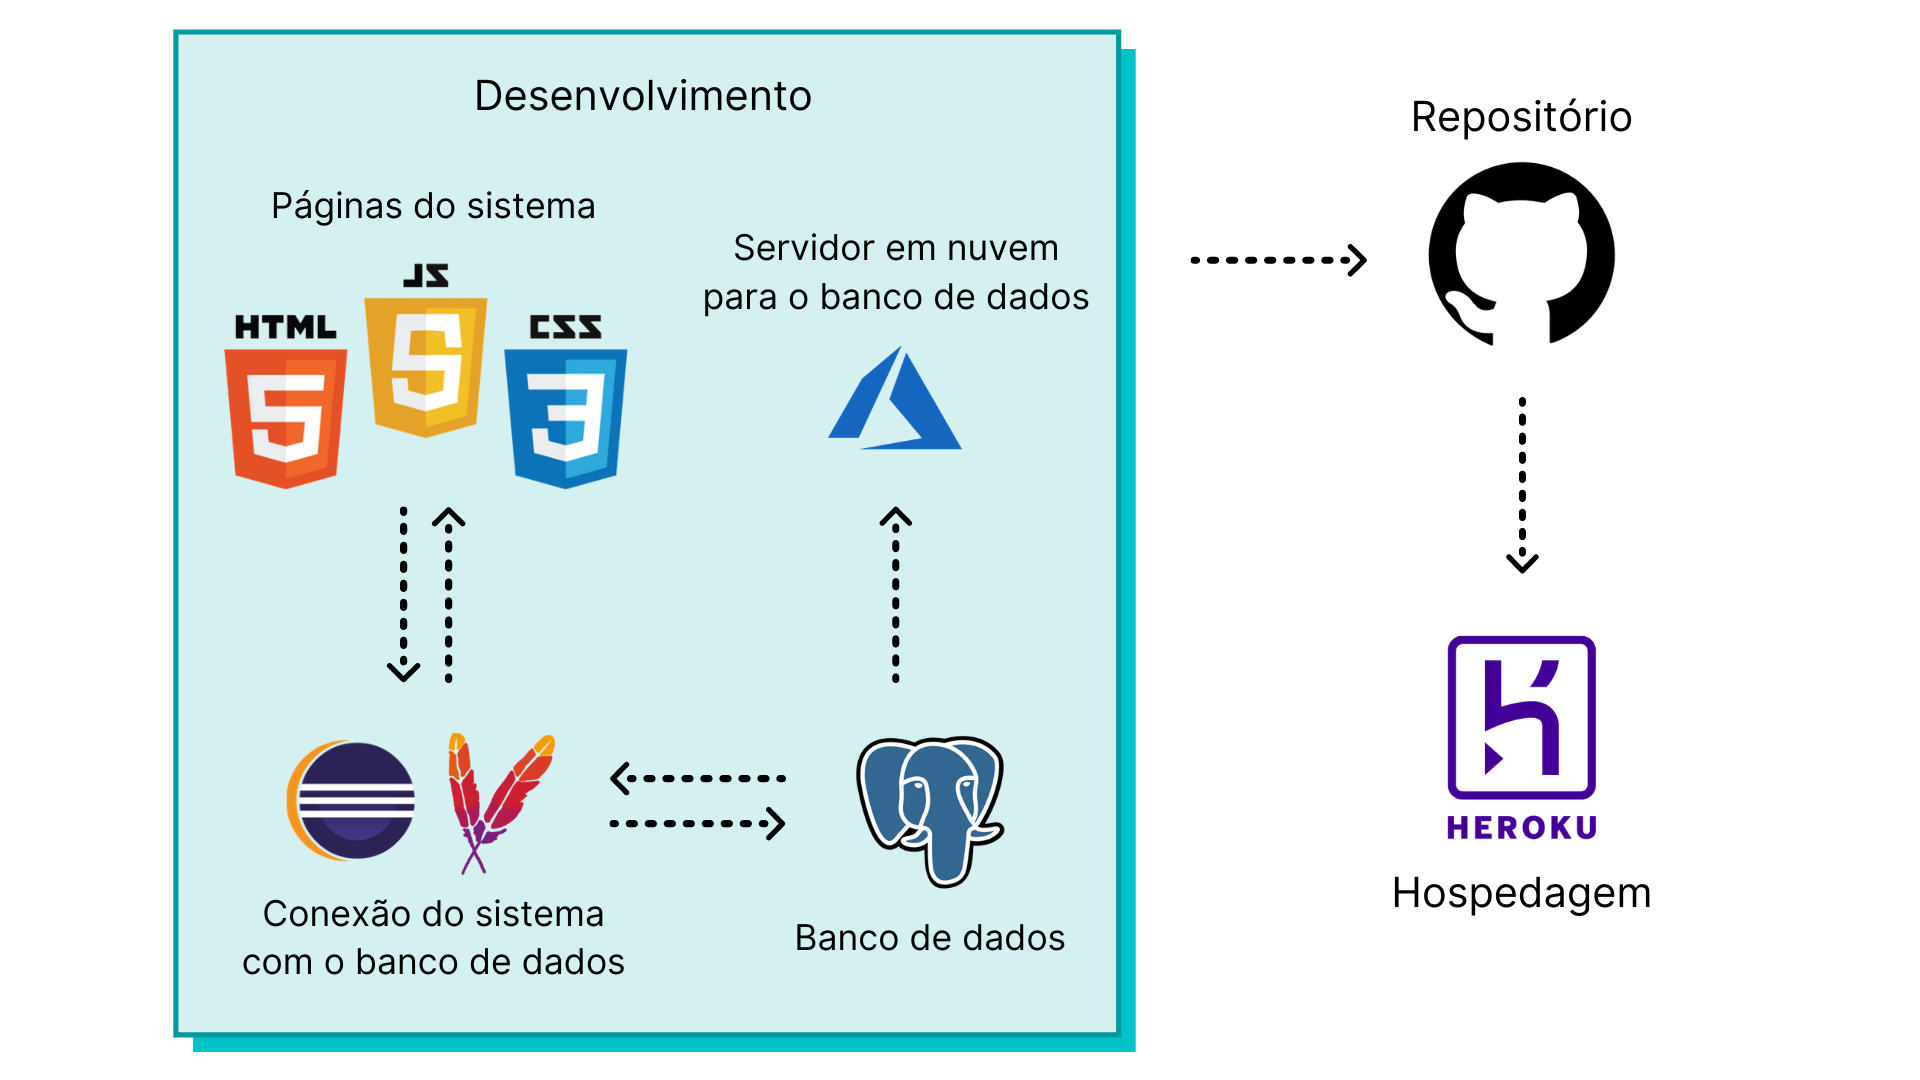 Desenvolvimento
Páginas do sistema
JS
HTML
CSS
Servidor em nuvem
para o banco de dados
Conexão do sistema
com o banco de dados
Banco de dados
Repositório
HEROKU
Hospedagem